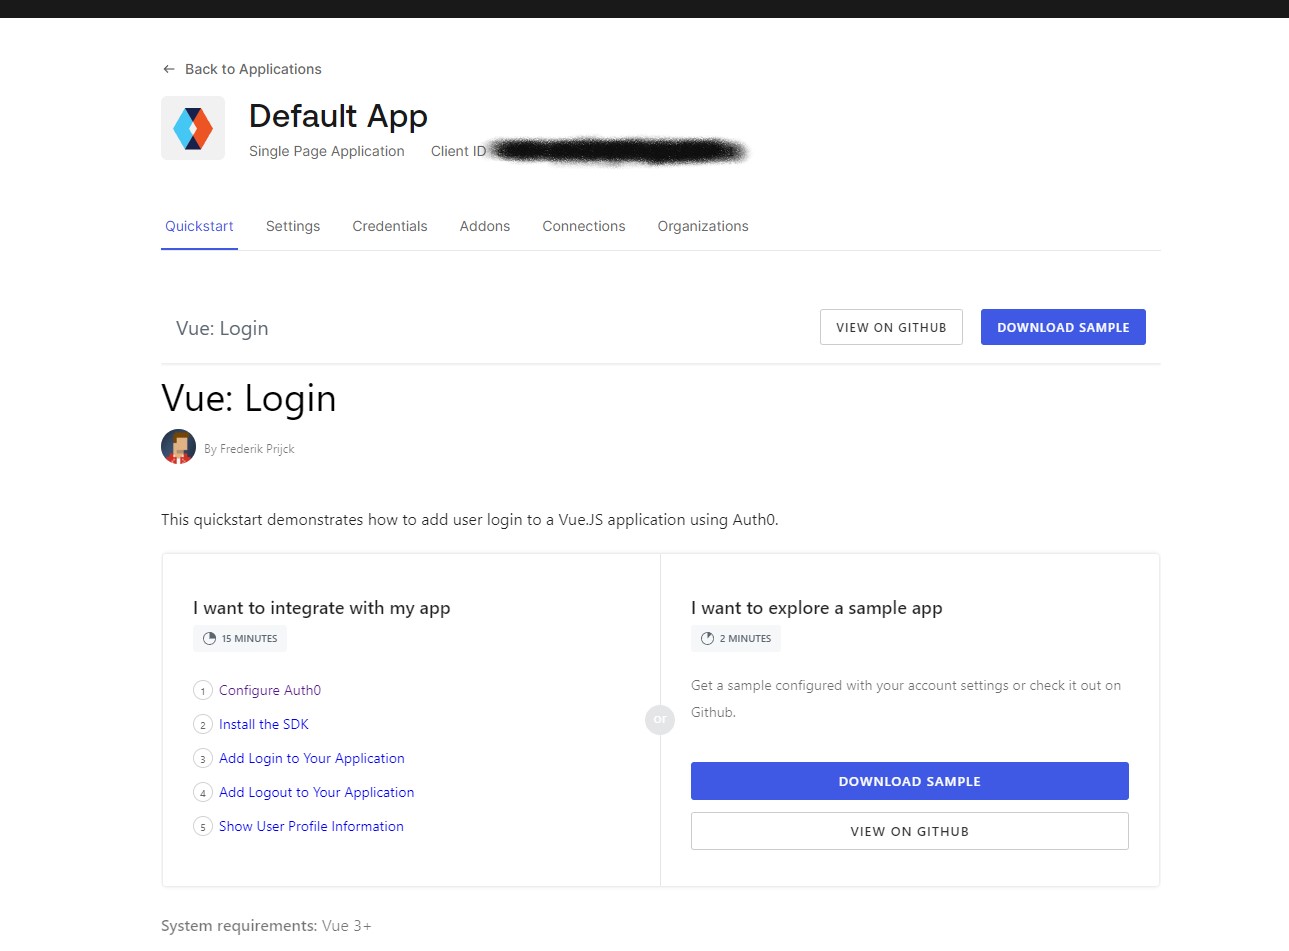 Back to Applications
Default App
Single Page Application Client ID
Quickstart Settings Credentials Addons Connections Organizations
Vue: Login VIEW ON GITHUB DOWNLOAD SAMPLE
Vue: Login
By Frederik Prijck
This quickstart demonstrates how to add user login to a Vue.JS application using Auth0.
I want to integrate with my app
15 MINUTES
1 Configure Auth0
2 Install the SDK
3 Add Login to Your Application
4 Add Logout to Your Application
5 Show User Profile Information
or
I want to explore a sample app
2 MINUTES
Get a sample configured with your account settings or check it out on
Github.
DOWNLOAD SAMPLE
VIEW ON GITHUB
System requirements: Vue 3+